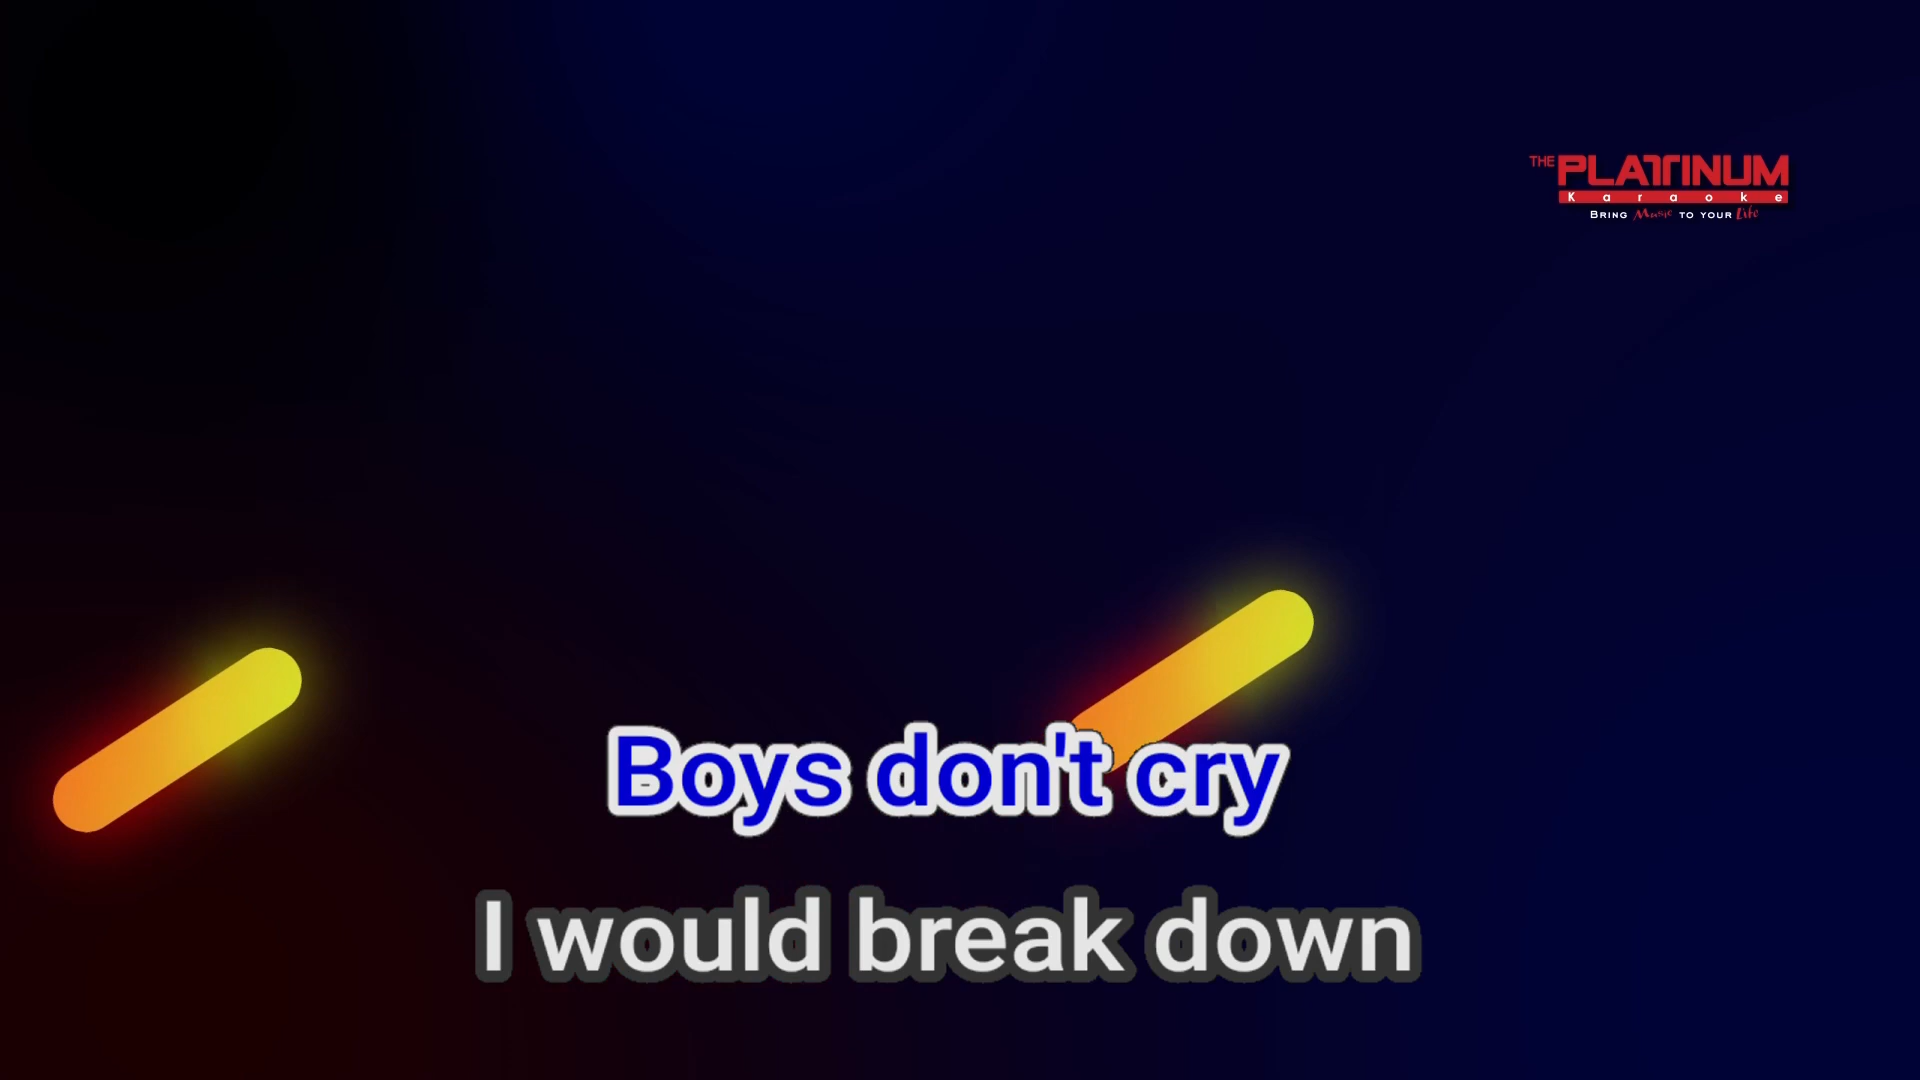 THE PLATINUM
Karaoke
BRING Music TO YOUR Life
Boys don't cry
I would break down